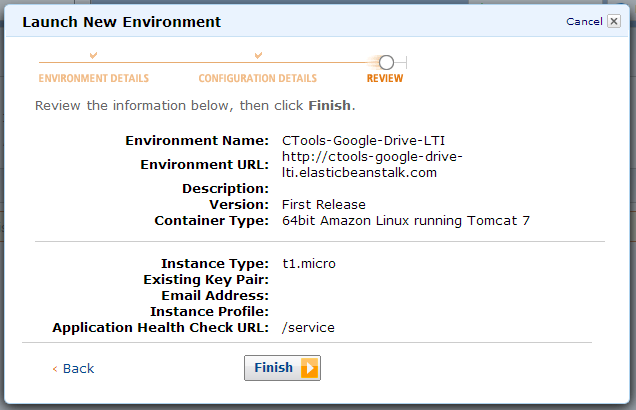 Launch New Environment Cancel
ENVIRONMENT DETAILS CONFIGURATION DETAILS REVIEW
Review the information below, then click Finish.
Environment Name: CTools-Google-Drive-LTI
Environment URL: http://ctools-google-drive-
lti.elasticbeanstalk.com
Description:
Version: First Release
Container Type: 64bit Amazon Linux running Tomcat 7
Instance Type: t1.micro
Existing Key Pair:
Email Address:
Instance Profile:
Application Health Check URL: /service
‹ Back Finish